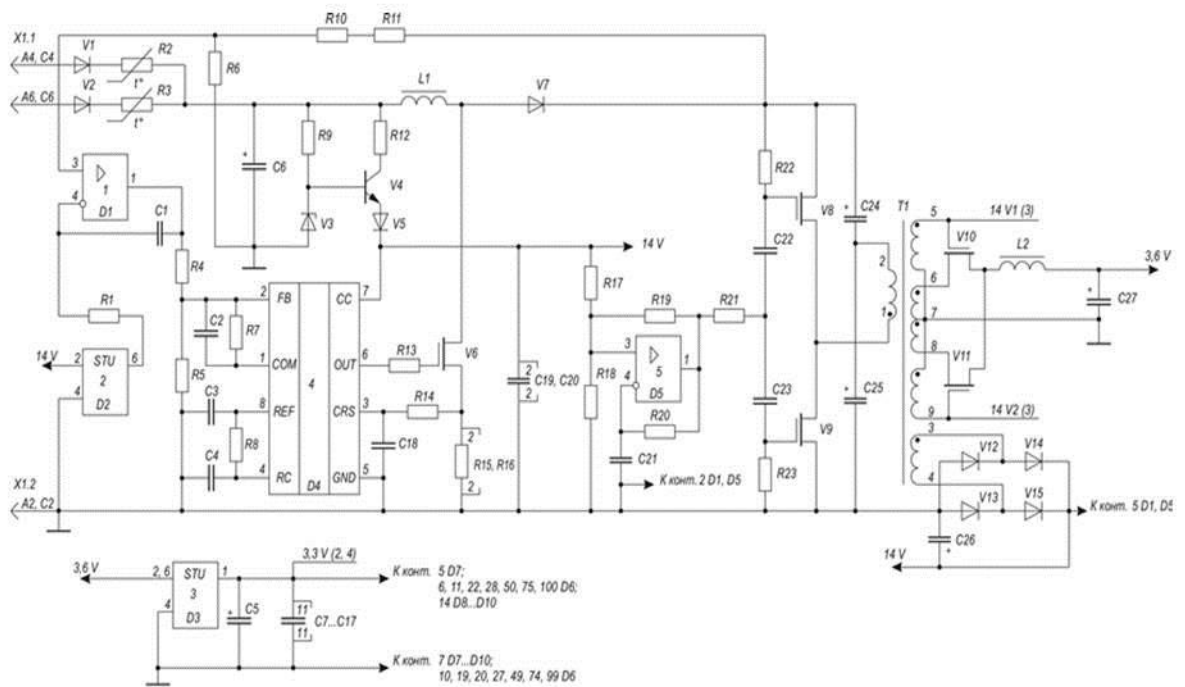 R10
R11
X1.1
A4, C4
V1
R2
t°
R6
A6, C6
V2
R3
t°
L1
V7
R9
R12
C6
+
V4
V3
V5
3
4
1
1
D1
C1
R4
14 V
R22
V8
C24
+
T1
5
14 V1 (3)
V10
L2
3,6 V
2
1
6
7
8
V11
9
14 V2 (3)
C27
+
R1
14 V
2
STU
2
D2
6
4
C2
R7
R5
C3
R8
C4
2
FB
1
COM
8
REF
4
RC
4
D4
CC
7
OUT
6
CRS
3
GND
5
R13
V6
R14
C18
2
R15, R16
2
2
C19, C20
2
R17
R18
R19
R21
3
4
1
5
D5
R20
C21
К конт. 2 D1, D5
C22
C23
V9
R23
C25
+
3
4
V12
V14
V13
V15
К конт. 5 D1, D5
C26
+
14 V
X1.2
A2, C2
3,6 V
2, 6
STU
3
D3
1
4
C5
+
3,3 V (2, 4)
11
C7...C17
11
К конт. 5 D7;
6, 11, 22, 28, 50, 75, 100 D6;
14 D8...D10
К конт. 7 D7...D10;
10, 19, 20, 27, 49, 74, 99 D6